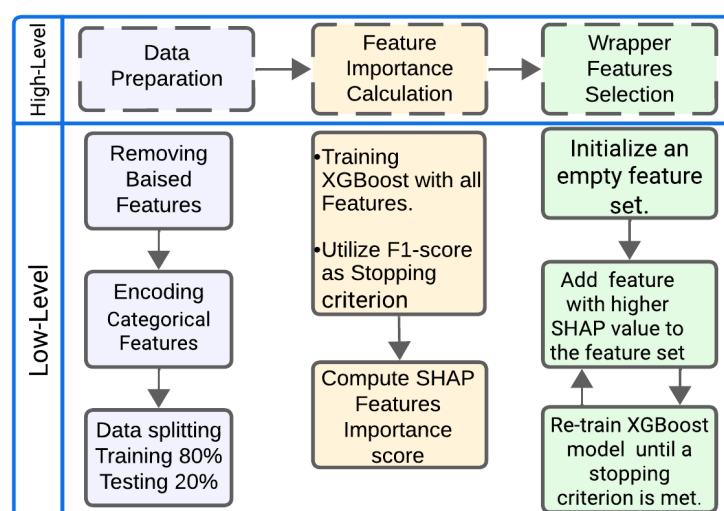 High-Level
Data
Preparation
Feature
Importance
Calculation
Wrapper
Features
Selection
Low-Level
Removing
Baised
Features
Encoding
Categorical
Features
Data splitting
Training 80%
Testing 20%
•Training
XGBoost with all
Features.
•Utilize F1-score
as Stopping
criterion
Compute SHAP
Features
Importance
score
Initialize an
empty feature
set.
Add feature
with higher
SHAP value to
the feature set
Re-train XGBoost
model until a
stopping
criterion is met.